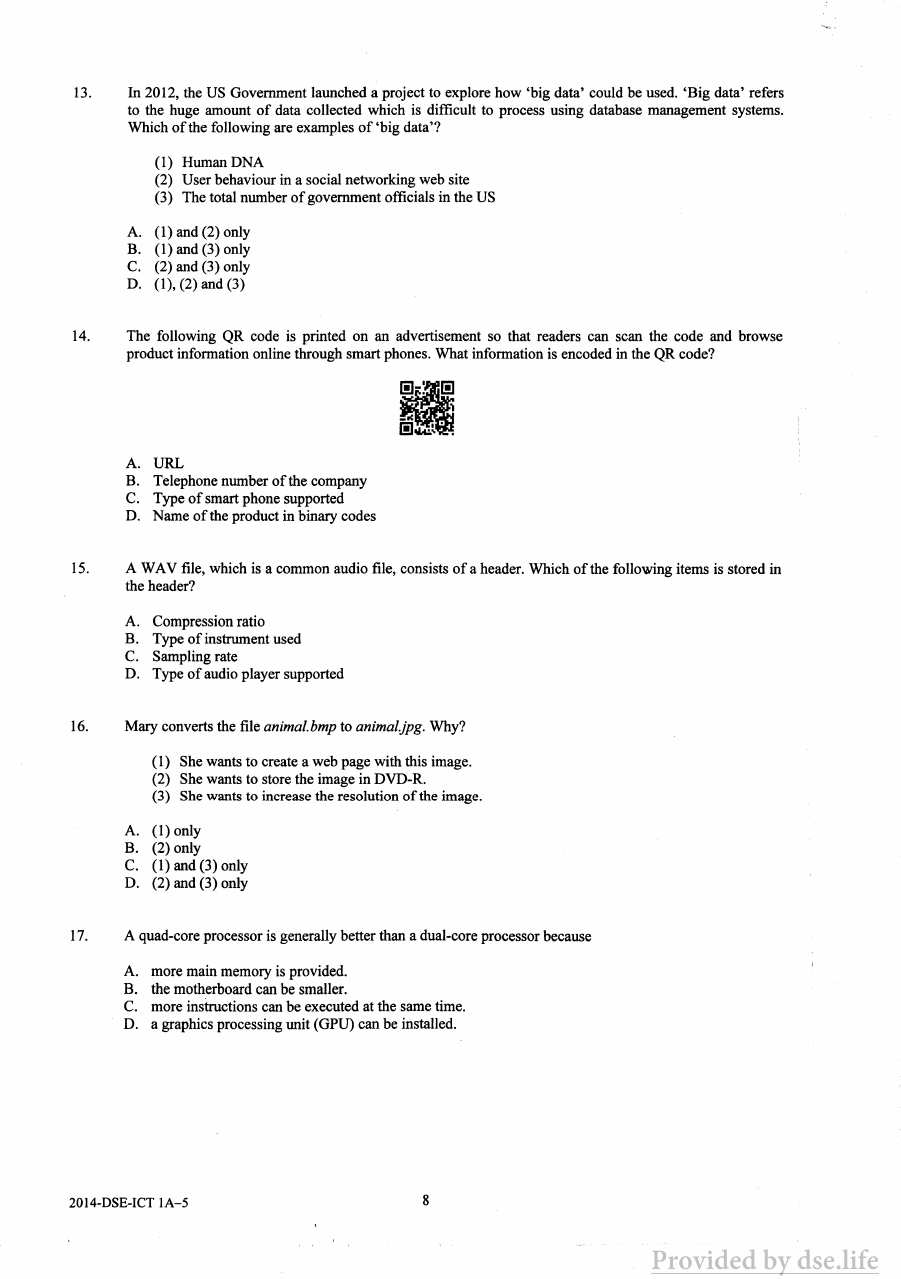 13. In 2012, the US Government launched a project to explore how ‘big data’ could be used. ‘Big data’ refers
to the huge amount of data collected which is difficult to process using database management systems.
Which of the following are examples of ‘big data’?
(1) Human DNA
(2) User behaviour in a social networking web site
(3) The total number of government officials in the US
A. (1) and (2) only
B. (1) and (3) only
C. (2) and (3) only
D. (1), (2) and (3)
14. The following QR code is printed on an advertisement so that readers can scan the code and browse
product information online through smart phones. What information is encoded in the QR code?
A. URL
B. Telephone number of the company
C. Type of smart phone supported
D. Name of the product in binary codes
15. A WAV file, which is a common audio file, consists of a header. Which of the following items is stored in
the header?
A. Compression ratio
B. Type of instrument used
C. Sampling rate
D. Type of audio player supported
16. Mary converts the file animal.bmp to animal.jpg. Why?
(1) She wants to create a web page with this image.
(2) She wants to store the image in DVD-R.
(3) She wants to increase the resolution of the image.
A. (1) only
B. (2) only
C. (1) and (3) only
D. (2) and (3) only
17. A quad-core processor is generally better than a dual-core processor because
A. more main memory is provided.
B. the motherboard can be smaller.
C. more instructions can be executed at the same time.
D. a graphics processing unit (GPU) can be installed.
2014-DSE-ICT 1A–5
8
Provided by dse.life